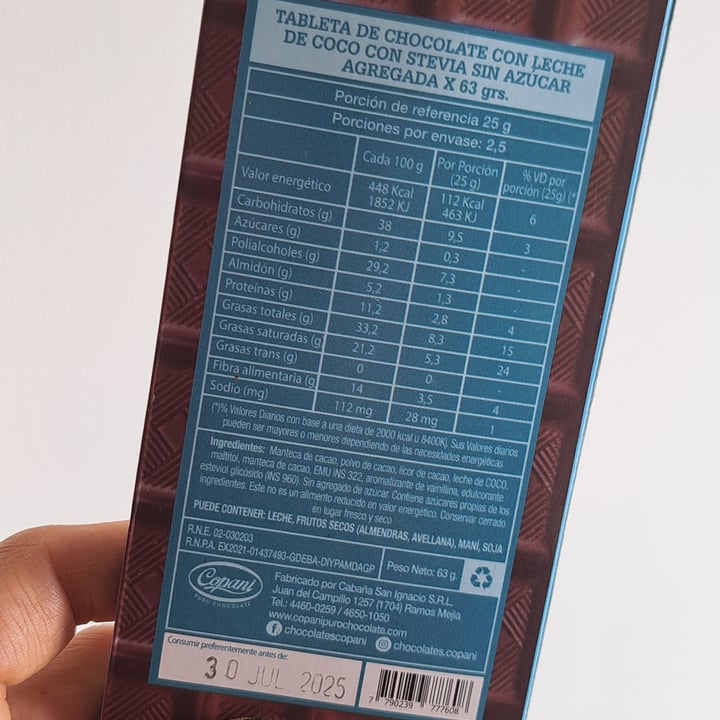 TABLETA DE CHOCOLATE CON LECHE
DE COCO CON STEVIA SIN AZÚCAR
AGREGADA X 63 grs.
Porción de referencia 25 g
Porciones por envase: 2,5
Cada 100 g Por Porción (25 g) % VD por porción (25g) (*)
Valor energético 448 Kcal 1852 KJ 112 Kcal 463 KJ 6
Carbohidratos (g) 38 9,5 3
Azúcares (g) 1,2 0,3 -
Polialcoholes (g) 29,2 7,3 -
Almidón (g) 5,2 1,3 -
Proteínas (g) 11,2 2,8 4
Grasas totales (g) 33,2 8,3 15
Grasas saturadas (g) 21,2 5,3 24
Grasas trans (g) 0 0 -
Fibra alimentaria (g) 14 3,5 4
Sodio (mg) 112 mg 28 mg 1
(*)% Valores Diarios con base a una dieta de 2000 kcal u 8400Kj. Sus Valores diarios
pueden ser mayores o menores dependiendo de las necesidades energéticas
Ingredientes: Manteca de cacao, polvo de cacao, licor de cacao, leche de COCO,
maltitol, manteca de cacao, EMU INS 322, aromatizante de vainillina, edulcorante
esteviol glicósido (INS 960). Sin agregado de azúcar. Contiene azúcares propias de los
ingredientes. Este no es un alimento reducido en valor energético. Conservar cerrado
en lugar fresco y seco
PUEDE CONTENER: LECHE, FRUTOS SECOS (ALMENDRAS, AVELLANA), MANÍ, SOJA
R.N.E. 02-030203
R.N.P.A. EX2021-01437493-GDEBA-DIYPAMDAGP
Peso Neto: 63 g.
Copani
PURO CHOCOLATE
Fabricado por Cabaña San Ignacio S.R.L.
Juan del Campillo 1257 (1704) Ramos Mejía
Tel.: 4460-0259 / 4650-1050
www.copanipurochocolate.com
chocolatescopani chocolates.copani
Consumir preferentemente antes de:
30 JUL 2025
7 790239 777608